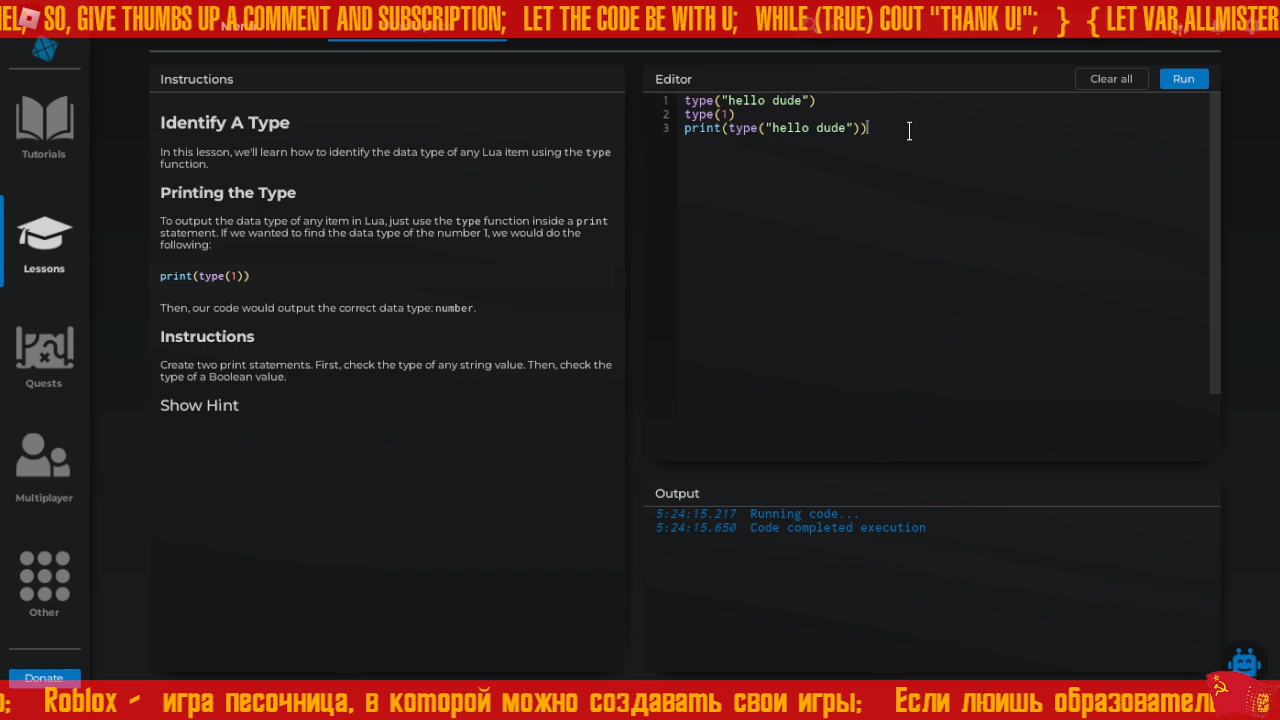 SO, GIVE THUMBS UP A COMMENT AND SUBSCRIPTION; LET THE CODE BE WITH U; WHILE (TRUE) COUT "THANK U!"; } { LET VAR ALLMISTER
Instructions
Identify A Type
In this lesson, we'll learn how to identify the data type of any Lua item using the type
function.
Printing the Type
To output the data type of any item in Lua, just use the type function inside a print
statement. If we wanted to find the data type of the number 1, we would do the
following:
print(type(1))
Then, our code would output the correct data type: number.
Instructions
Create two print statements. First, check the type of any string value. Then, check the
type of a Boolean value.
Show Hint
Tutorials
Lessons
Quests
Multiplayer
Other
Donate
Editor
Clear all
Run
1 type("hello dude")
2 type(1)
3 print(type("hello dude"))
Output
5:24:15.217 Running code...
5:24:15.650 Code completed execution
Roblox - игра песочница, в которой можно создавать свои игры; Если люишь образовател